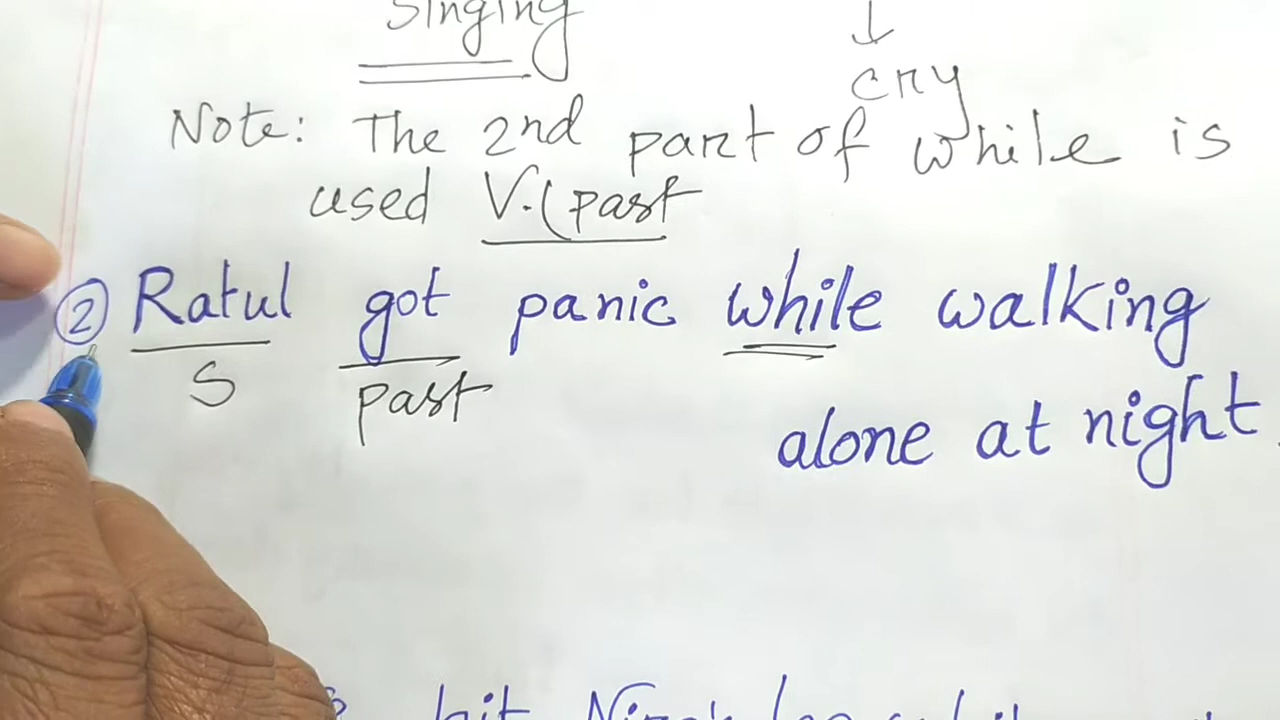 Singing
↓
cry
Note: The 2nd part of while is
used V.(past
② Ratul got panic while walking
S past
alone at night.
hit